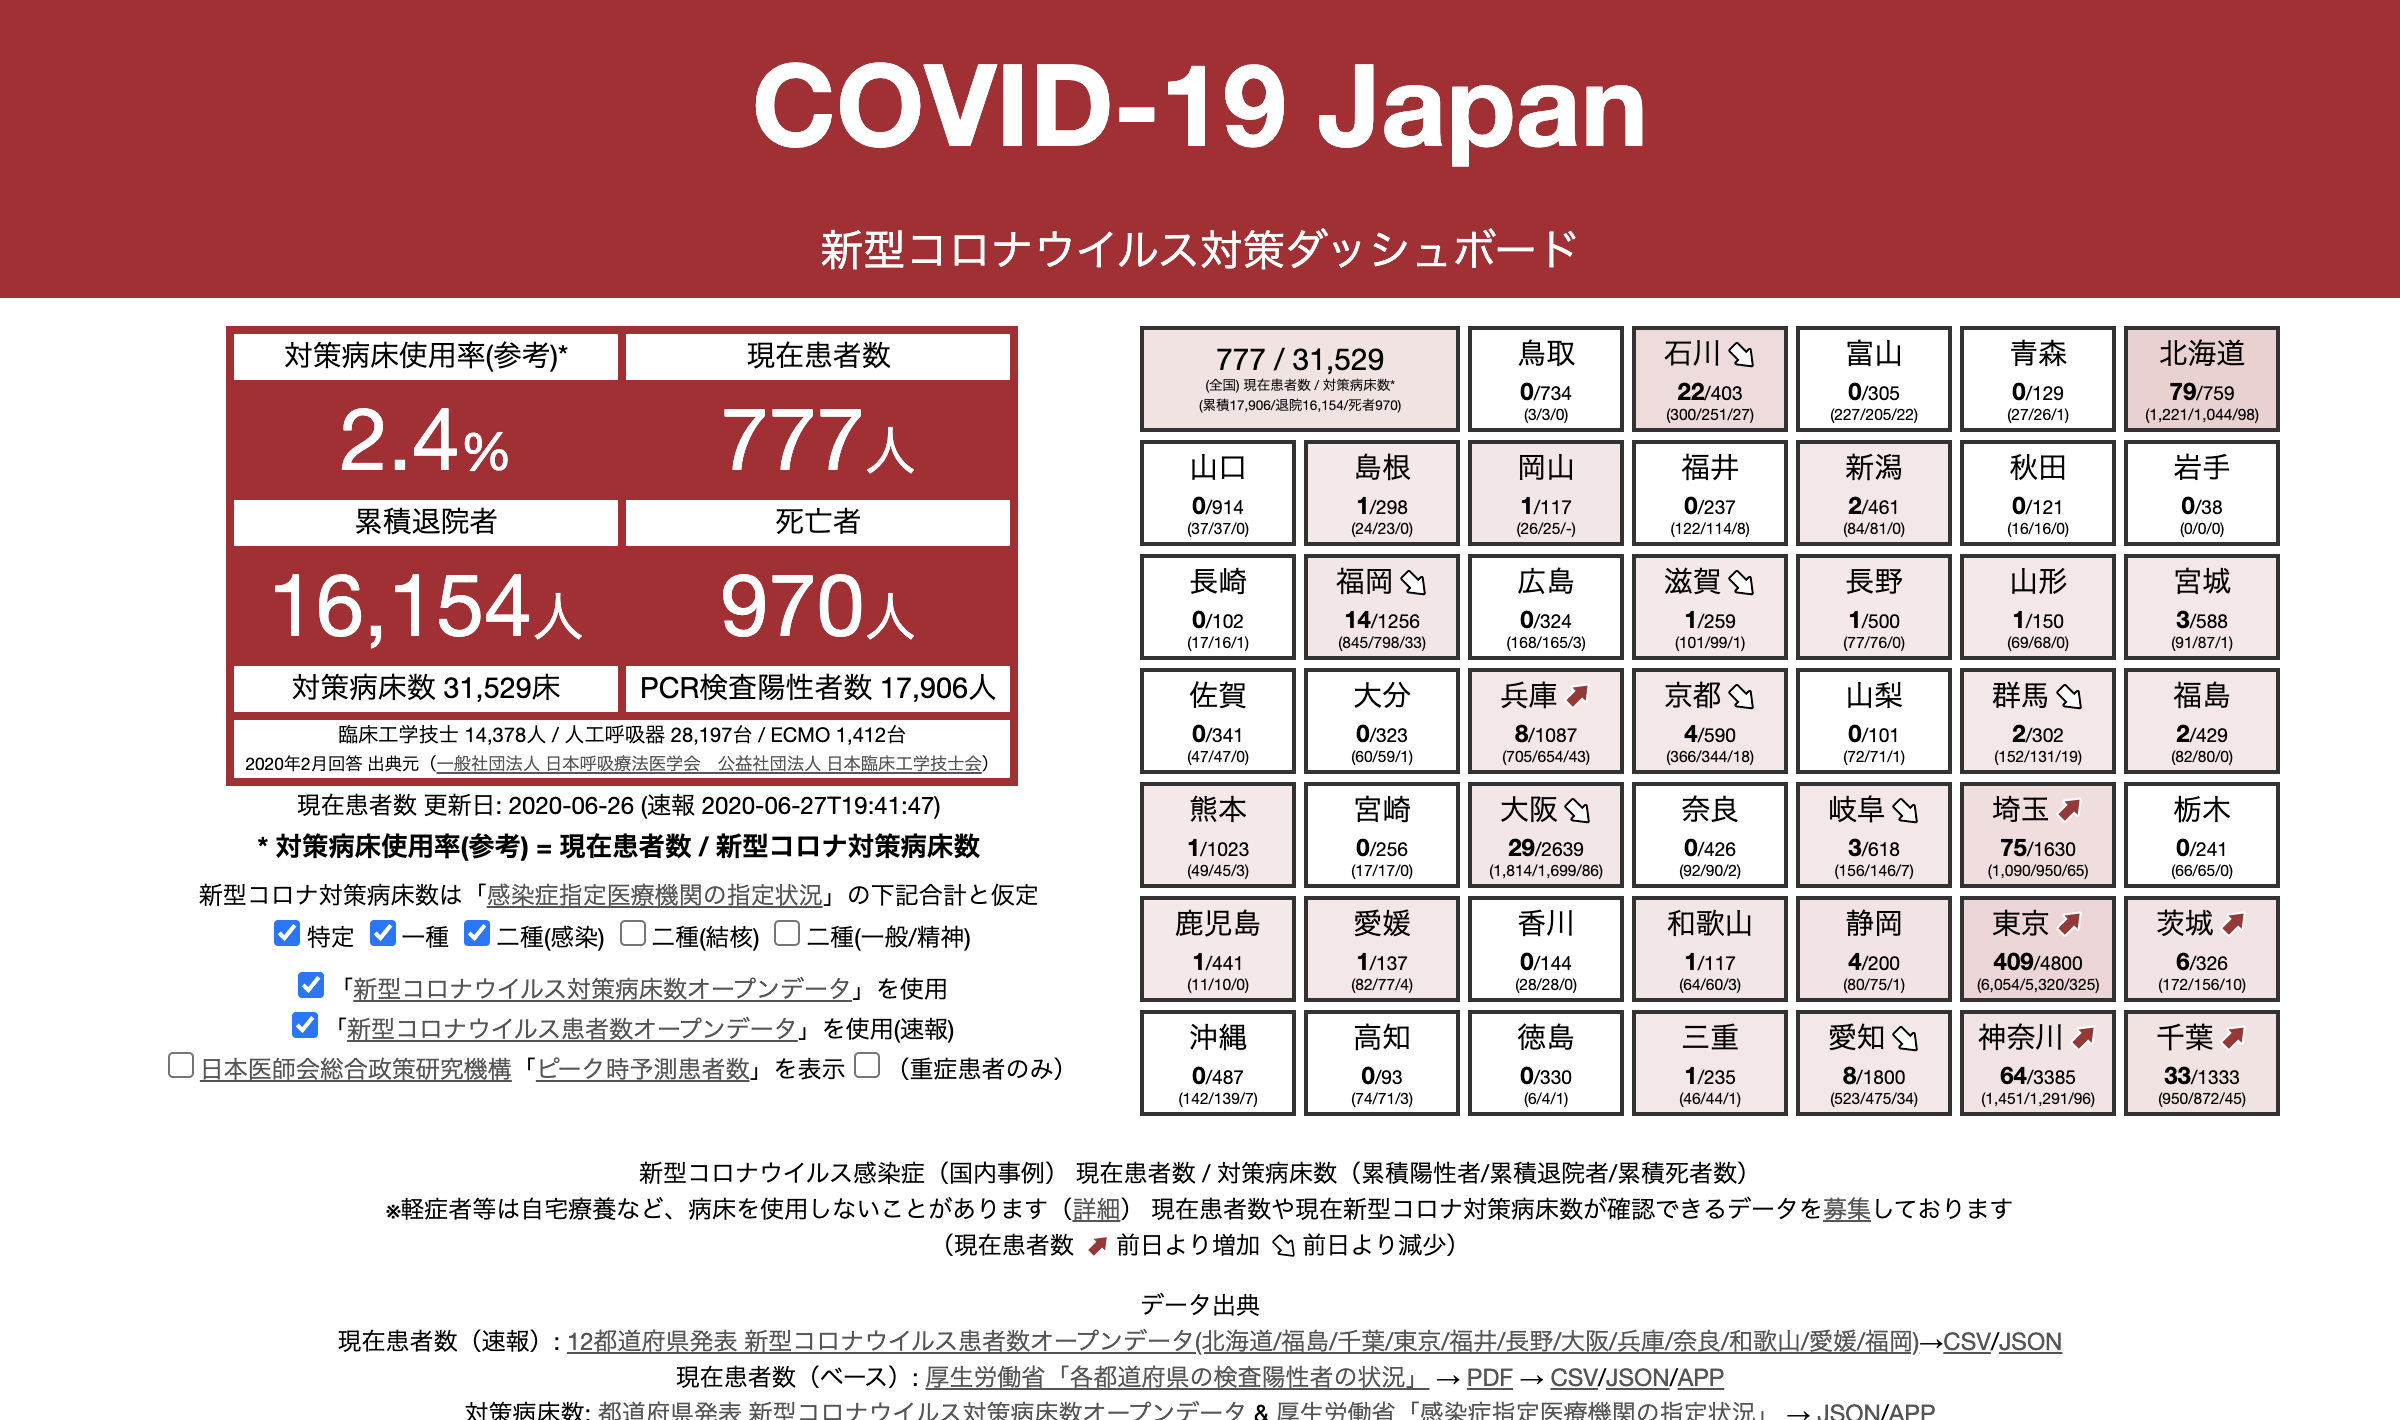 COVID-19 Japan
新型コロナウイルス対策ダッシュボード
対策病床使用率(参考)*
現在患者数
2.4%
777人
累積退院者
死亡者
16,154人
970人
対策病床数 31,529床
PCR検査陽性者数 17,906人
臨床工学技士 14,378人 / 人工呼吸器 28,197台 / ECMO 1,412台
2020年2月回答 出典元（一般社団法人 日本呼吸療法医学会　公益社団法人 日本臨床工学技士会）
現在患者数 更新日: 2020-06-26 (速報 2020-06-27T19:41:47)
* 対策病床使用率(参考) = 現在患者数 / 新型コロナ対策病床数
新型コロナ対策病床数は「感染症指定医療機関の指定状況」の下記合計と仮定
特定 一種 二種(感染) 二種(結核) 二種(一般/精神)
「新型コロナウイルス対策病床数オープンデータ」を使用
「新型コロナウイルス患者数オープンデータ」を使用(速報)
日本医師会総合政策研究機構「ピーク時予測患者数」を表示 （重症患者のみ）
777 / 31,529
(全国) 現在患者数 / 対策病床数*
(累積17,906/退院16,154/死者970)
鳥取
0/734
(3/3/0)
石川
22/403
(300/251/27)
富山
0/305
(227/205/22)
青森
0/129
(27/26/1)
北海道
79/759
(1,221/1,044/98)
山口
0/914
(37/37/0)
島根
1/298
(24/23/0)
岡山
1/117
(26/25/-)
福井
0/237
(122/114/8)
新潟
2/461
(84/81/0)
秋田
0/121
(16/16/0)
岩手
0/38
(0/0/0)
長崎
0/102
(17/16/1)
福岡
14/1256
(845/798/33)
広島
0/324
(168/165/3)
滋賀
1/259
(101/99/1)
長野
1/500
(77/76/0)
山形
1/150
(69/68/0)
宮城
3/588
(91/87/1)
佐賀
0/341
(47/47/0)
大分
0/323
(60/59/1)
兵庫
8/1087
(705/654/43)
京都
4/590
(366/344/18)
山梨
0/101
(72/71/1)
群馬
2/302
(152/131/19)
福島
2/429
(82/80/0)
熊本
1/1023
(49/45/3)
宮崎
0/256
(17/17/0)
大阪
29/2639
(1,814/1,699/86)
奈良
0/426
(92/90/2)
岐阜
3/618
(156/146/7)
埼玉
75/1630
(1,090/950/65)
栃木
0/241
(66/65/0)
鹿児島
1/441
(11/10/0)
愛媛
1/137
(82/77/4)
香川
0/144
(28/28/0)
和歌山
1/117
(64/60/3)
静岡
4/200
(80/75/1)
東京
409/4800
(6,054/5,320/325)
茨城
6/326
(172/156/10)
沖縄
0/487
(142/139/7)
高知
0/93
(74/71/3)
徳島
0/330
(6/4/1)
三重
1/235
(46/44/1)
愛知
8/1800
(523/475/34)
神奈川
64/3385
(1,451/1,291/96)
千葉
33/1333
(950/872/45)
新型コロナウイルス感染症（国内事例） 現在患者数 / 対策病床数（累積陽性者/累積退院者/累積死者数）
※軽症者等は自宅療養など、病床を使用しないことがあります（詳細） 現在患者数や現在新型コロナ対策病床数が確認できるデータを募集しております
（現在患者数 前日より増加 前日より減少）
データ出典
現在患者数（速報）: 12都道府県発表 新型コロナウイルス患者数オープンデータ(北海道/福島/千葉/東京/福井/長野/大阪/兵庫/奈良/和歌山/愛媛/福岡)→CSV/JSON
現在患者数（ベース）: 厚生労働省「各都道府県の検査陽性者の状況」 → PDF → CSV/JSON/APP
対策病床数: 都道府県発表 新型コロナウイルス対策病床数オープンデータ & 厚生労働省「感染症指定医療機関の指定状況」 → JSON/APP